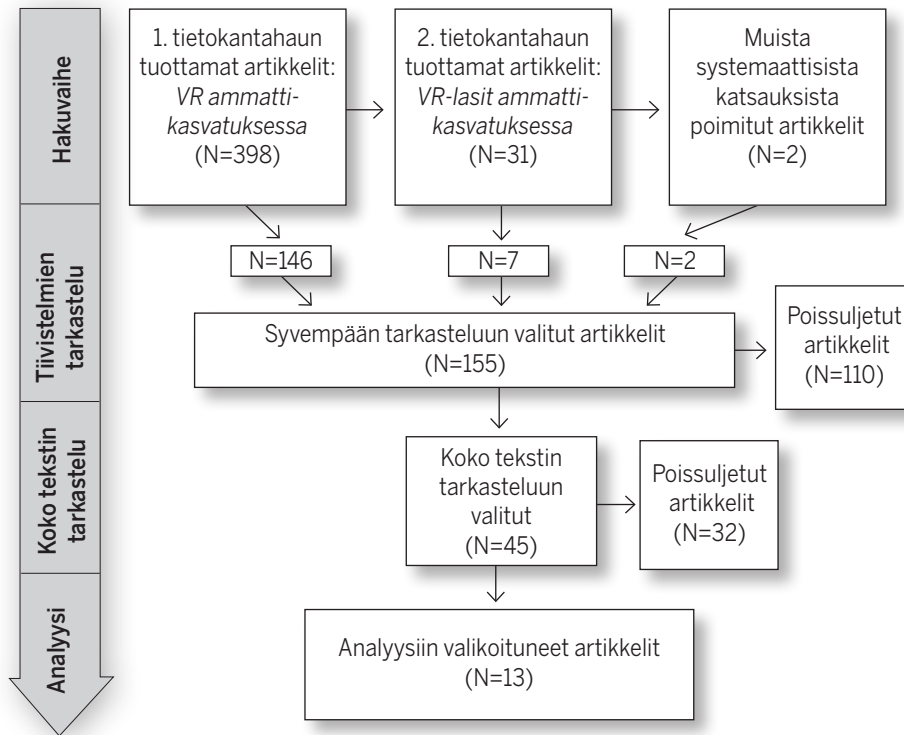 Hakuvaihe
1. tietokantahaun
tuottamat artikkelit:
VR ammatti-
kasvatuksessa
(N=398)
2. tietokantahaun
tuottamat artikkelit:
VR-lasit ammatti-
kasvatuksessa
(N=31)
Muista
systemaattisista
katsauksista
poimitut artikkelit
(N=2)
Tiivistelmien
tarkastelu
N=146
N=7
N=2
Syvempään tarkasteluun valitut artikkelit
(N=155)
Poissuljetut
artikkelit
(N=110)
Koko tekstin
tarkastelu
Koko tekstin
tarkasteluun
valitut
(N=45)
Poissuljetut
artikkelit
(N=32)
Analyysi
Analyysiin valikoituneet artikkelit
(N=13)